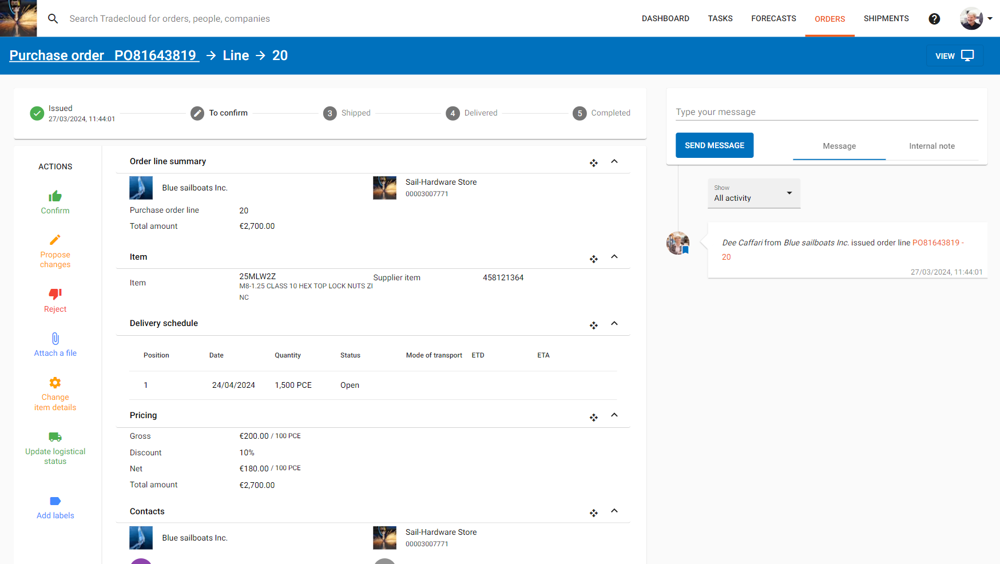 Search Tradecloud for orders, people, companies
DASHBOARD
TASKS
FORECASTS
ORDERS
SHIPMENTS
?
Purchase order PO81643819 → Line → 20
VIEW
Issued
27/03/2024, 11:44:01
To confirm
3 Shipped
4 Delivered
5 Completed
ACTIONS
Confirm
Propose
changes
Reject
Attach a file
Change
item details
Update logistical
status
Add labels
Order line summary
Blue sailboats Inc.
Sail-Hardware Store
00003007771
Purchase order line 20
Total amount €2,700.00
Item
Item
25MLW2Z
M8-1.25 CLASS 10 HEX TOP LOCK NUTS ZI
NC
Supplier item 458121364
Delivery schedule
Position Date Quantity Status Mode of transport ETD ETA
1 24/04/2024 1,500 PCE Open
Pricing
Gross €200.00 / 100 PCE
Discount 10%
Net €180.00 / 100 PCE
Total amount €2,700.00
Contacts
Blue sailboats Inc.
Sail-Hardware Store
00003007771
Type your message
SEND MESSAGE
Message
Internal note
Show
All activity
Dee Caffari from Blue sailboats Inc. issued order line PO81643819 -
20
27/03/2024, 11:44:01